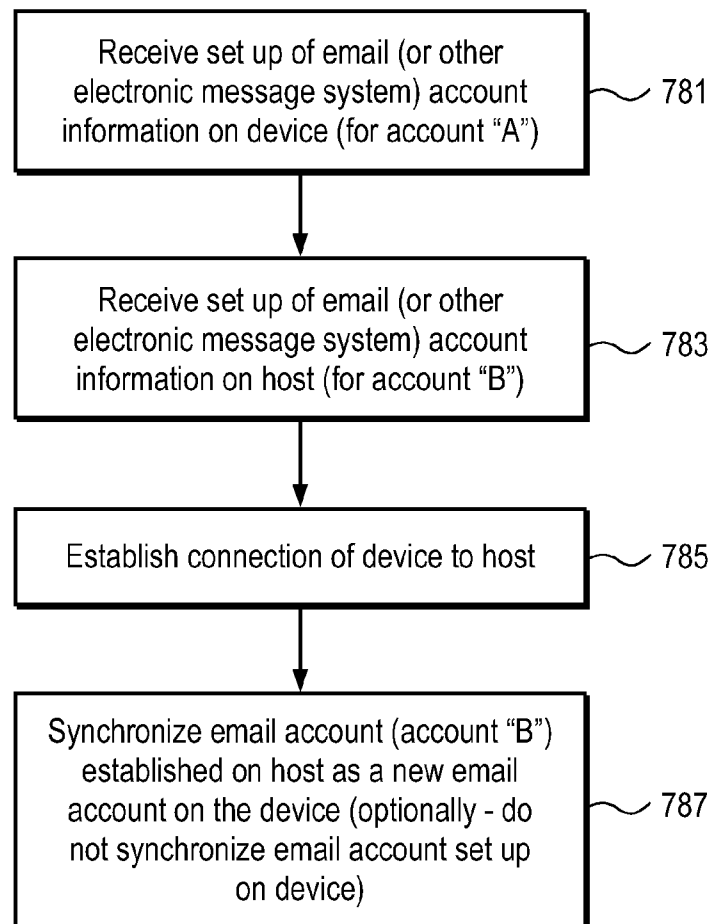 Receive set up of email (or other
electronic message system) account
information on device (for account “A”)
781
Receive set up of email (or other
electronic message system) account
information on host (for account “B”)
783
Establish connection of device to host
785
Synchronize email account (account “B”)
established on host as a new email
account on the device (optionally - do
not synchronize email account set up
on device)
787